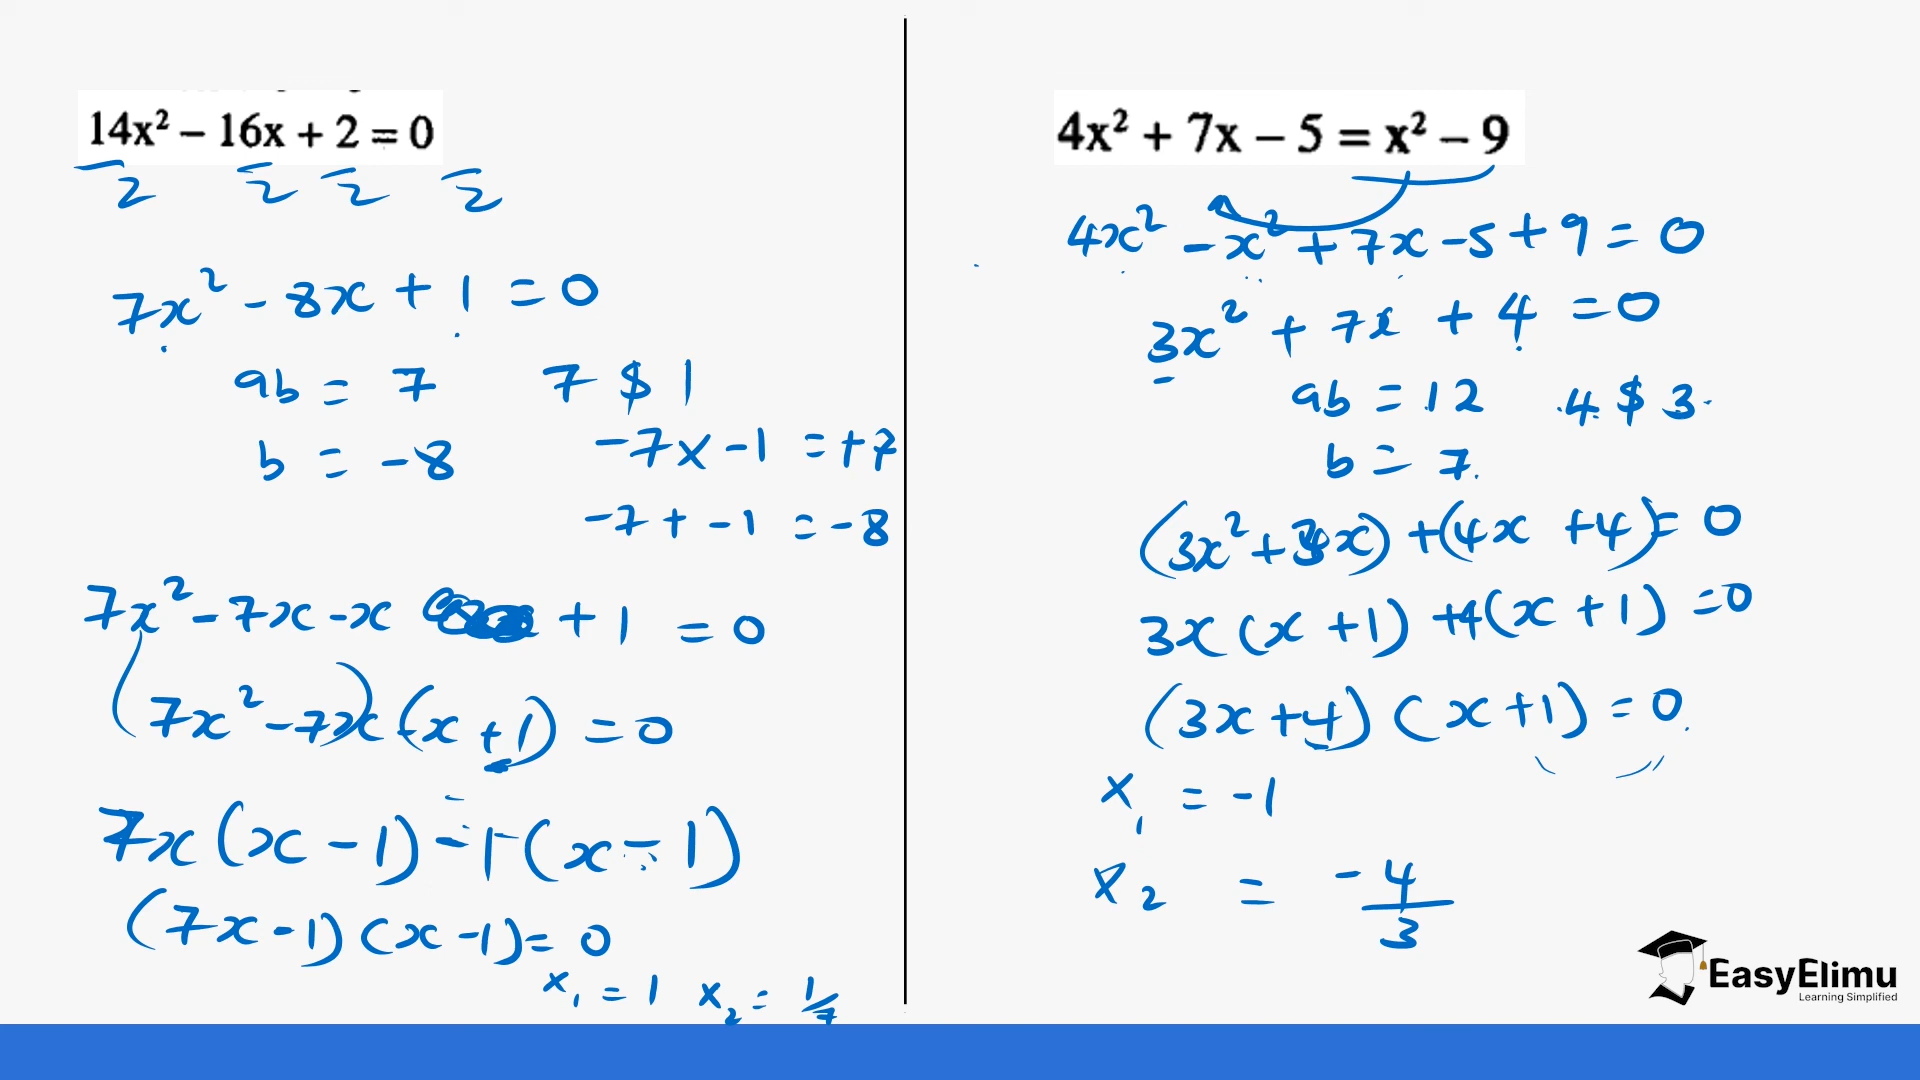 14x² – 16x + 2 = 0
2 2 2 2
7x² - 8x + 1 = 0
ab = 7 7 $ 1
b = -8 -7 x -1 = +7
-7 + -1 = -8
7x² - 7x - x + 1 = 0
(7x² - 7x) (-x + 1) = 0
7x (x - 1) - 1 (x - 1)
(7x - 1) (x - 1) = 0
x₁ = 1 x₂ = 1/7
4x² + 7x – 5 = x² – 9
4x² - x² + 7x - 5 + 9 = 0
3x² + 7x + 4 = 0
ab = 12 4 $ 3
b = 7
(3x² + 3x) + (4x + 4) = 0
3x (x + 1) + 4 (x + 1) = 0
(3x + 4) (x + 1) = 0
x₁ = -1
x₂ = -4/3
EasyElimu
Learning Simplified